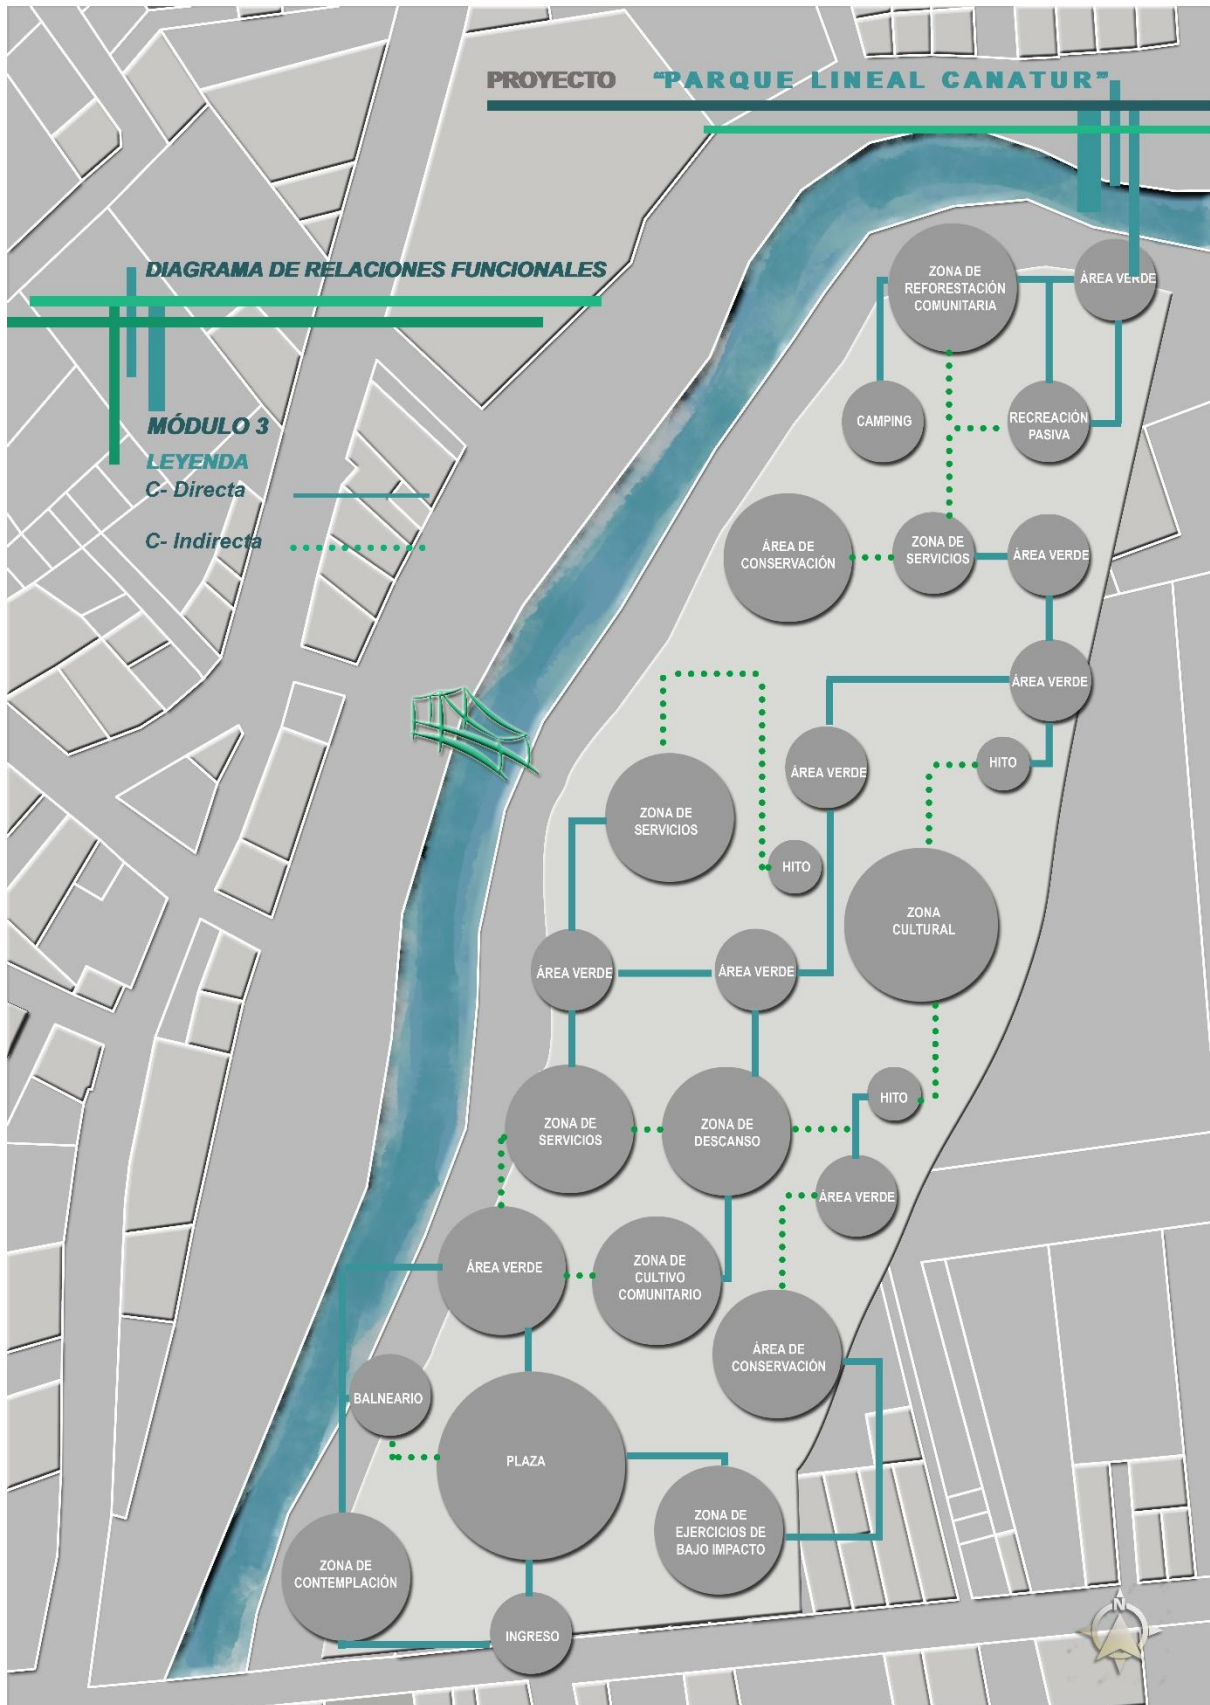 PROYECTO "PARQUE LINEAL CANATUR"
DIAGRAMA DE RELACIONES FUNCIONALES
MÓDULO 3
LEYENDA
C- Directa
C- Indirecta
ZONA DE
REFORESTACIÓN
COMUNITARIA
ÁREA VERDE
CAMPING
RECREACIÓN
PASIVA
ÁREA DE
CONSERVACIÓN
ZONA DE
SERVICIOS
ÁREA VERDE
ÁREA VERDE
ÁREA VERDE
HITO
ZONA DE
SERVICIOS
HITO
ZONA
CULTURAL
ÁREA VERDE
ÁREA VERDE
HITO
ZONA DE
SERVICIOS
ZONA DE
DESCANSO
ÁREA VERDE
ÁREA VERDE
ZONA DE
CULTIVO
COMUNITARIO
ÁREA DE
CONSERVACIÓN
BALNEARIO
PLAZA
ZONA DE
EJERCICIOS DE
BAJO IMPACTO
ZONA DE
CONTEMPLACIÓN
INGRESO
N